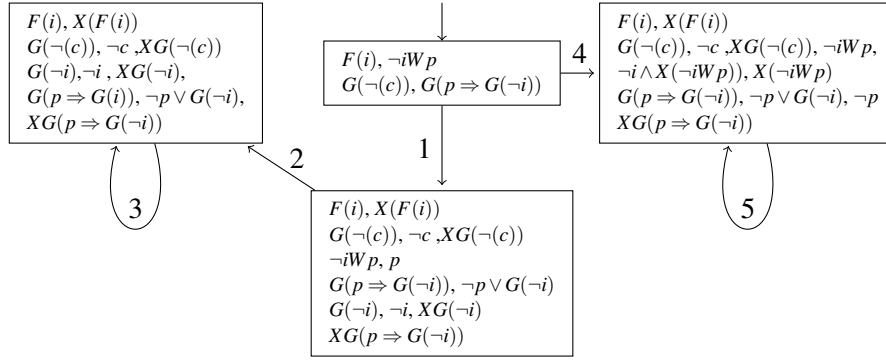 F(i), X(F(i))
G(¬(c)), ¬c ,XG(¬(c))
G(¬i),¬i , XG(¬i),
G(p ⇒ G(i)), ¬p ∨ G(¬i),
XG(p ⇒ G(¬i))
F(i), ¬iW p
G(¬(c)), G(p ⇒ G(¬i))
4
F(i), X(F(i))
G(¬(c)), ¬c ,XG(¬(c)), ¬iW p,
¬i ∧ X(¬iW p)), X(¬iW p)
G(p ⇒ G(¬i)), ¬p ∨ G(¬i), ¬p
XG(p ⇒ G(¬i))
1
2
3
5
F(i), X(F(i))
G(¬(c)), ¬c ,XG(¬(c))
¬iW p, p
G(p ⇒ G(¬i)), ¬p ∨ G(¬i)
G(¬i), ¬i, XG(¬i)
XG(p ⇒ G(¬i))